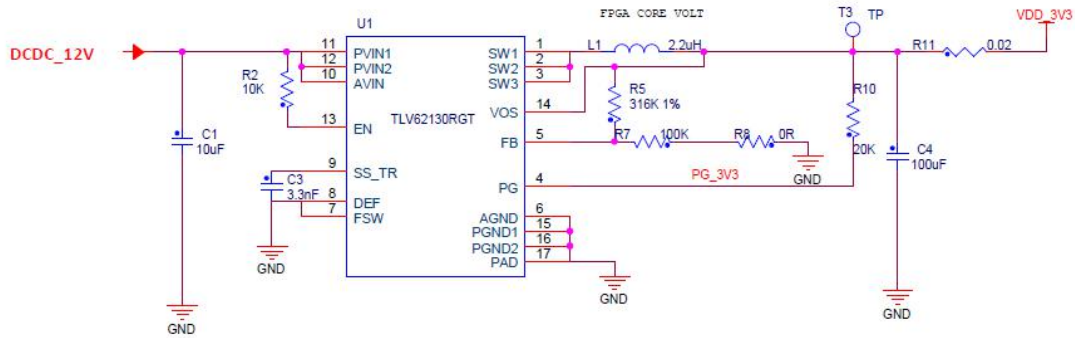 FPGA CORE VOLT
T3
TP
VDD_3V3
U1
DCDC_12V
11
PVIN1
12
PVIN2
10
AVIN
SW1
1
SW2
2
SW3
3
L1
2.2uH
R11
0.02
R2
10K
VOS
14
R5
316K 1%
R10
20K
13
EN
TLV62130RGT
FB
5
R7
100K
R8
0R
GND
C1
10uF
C4
100uF
9
SS_TR
C3
3.3nF
8
DEF
7
FSW
PG
4
PG_3V3
AGND
6
PGND1
15
PGND2
16
PAD
17
GND
GND
GND
GND